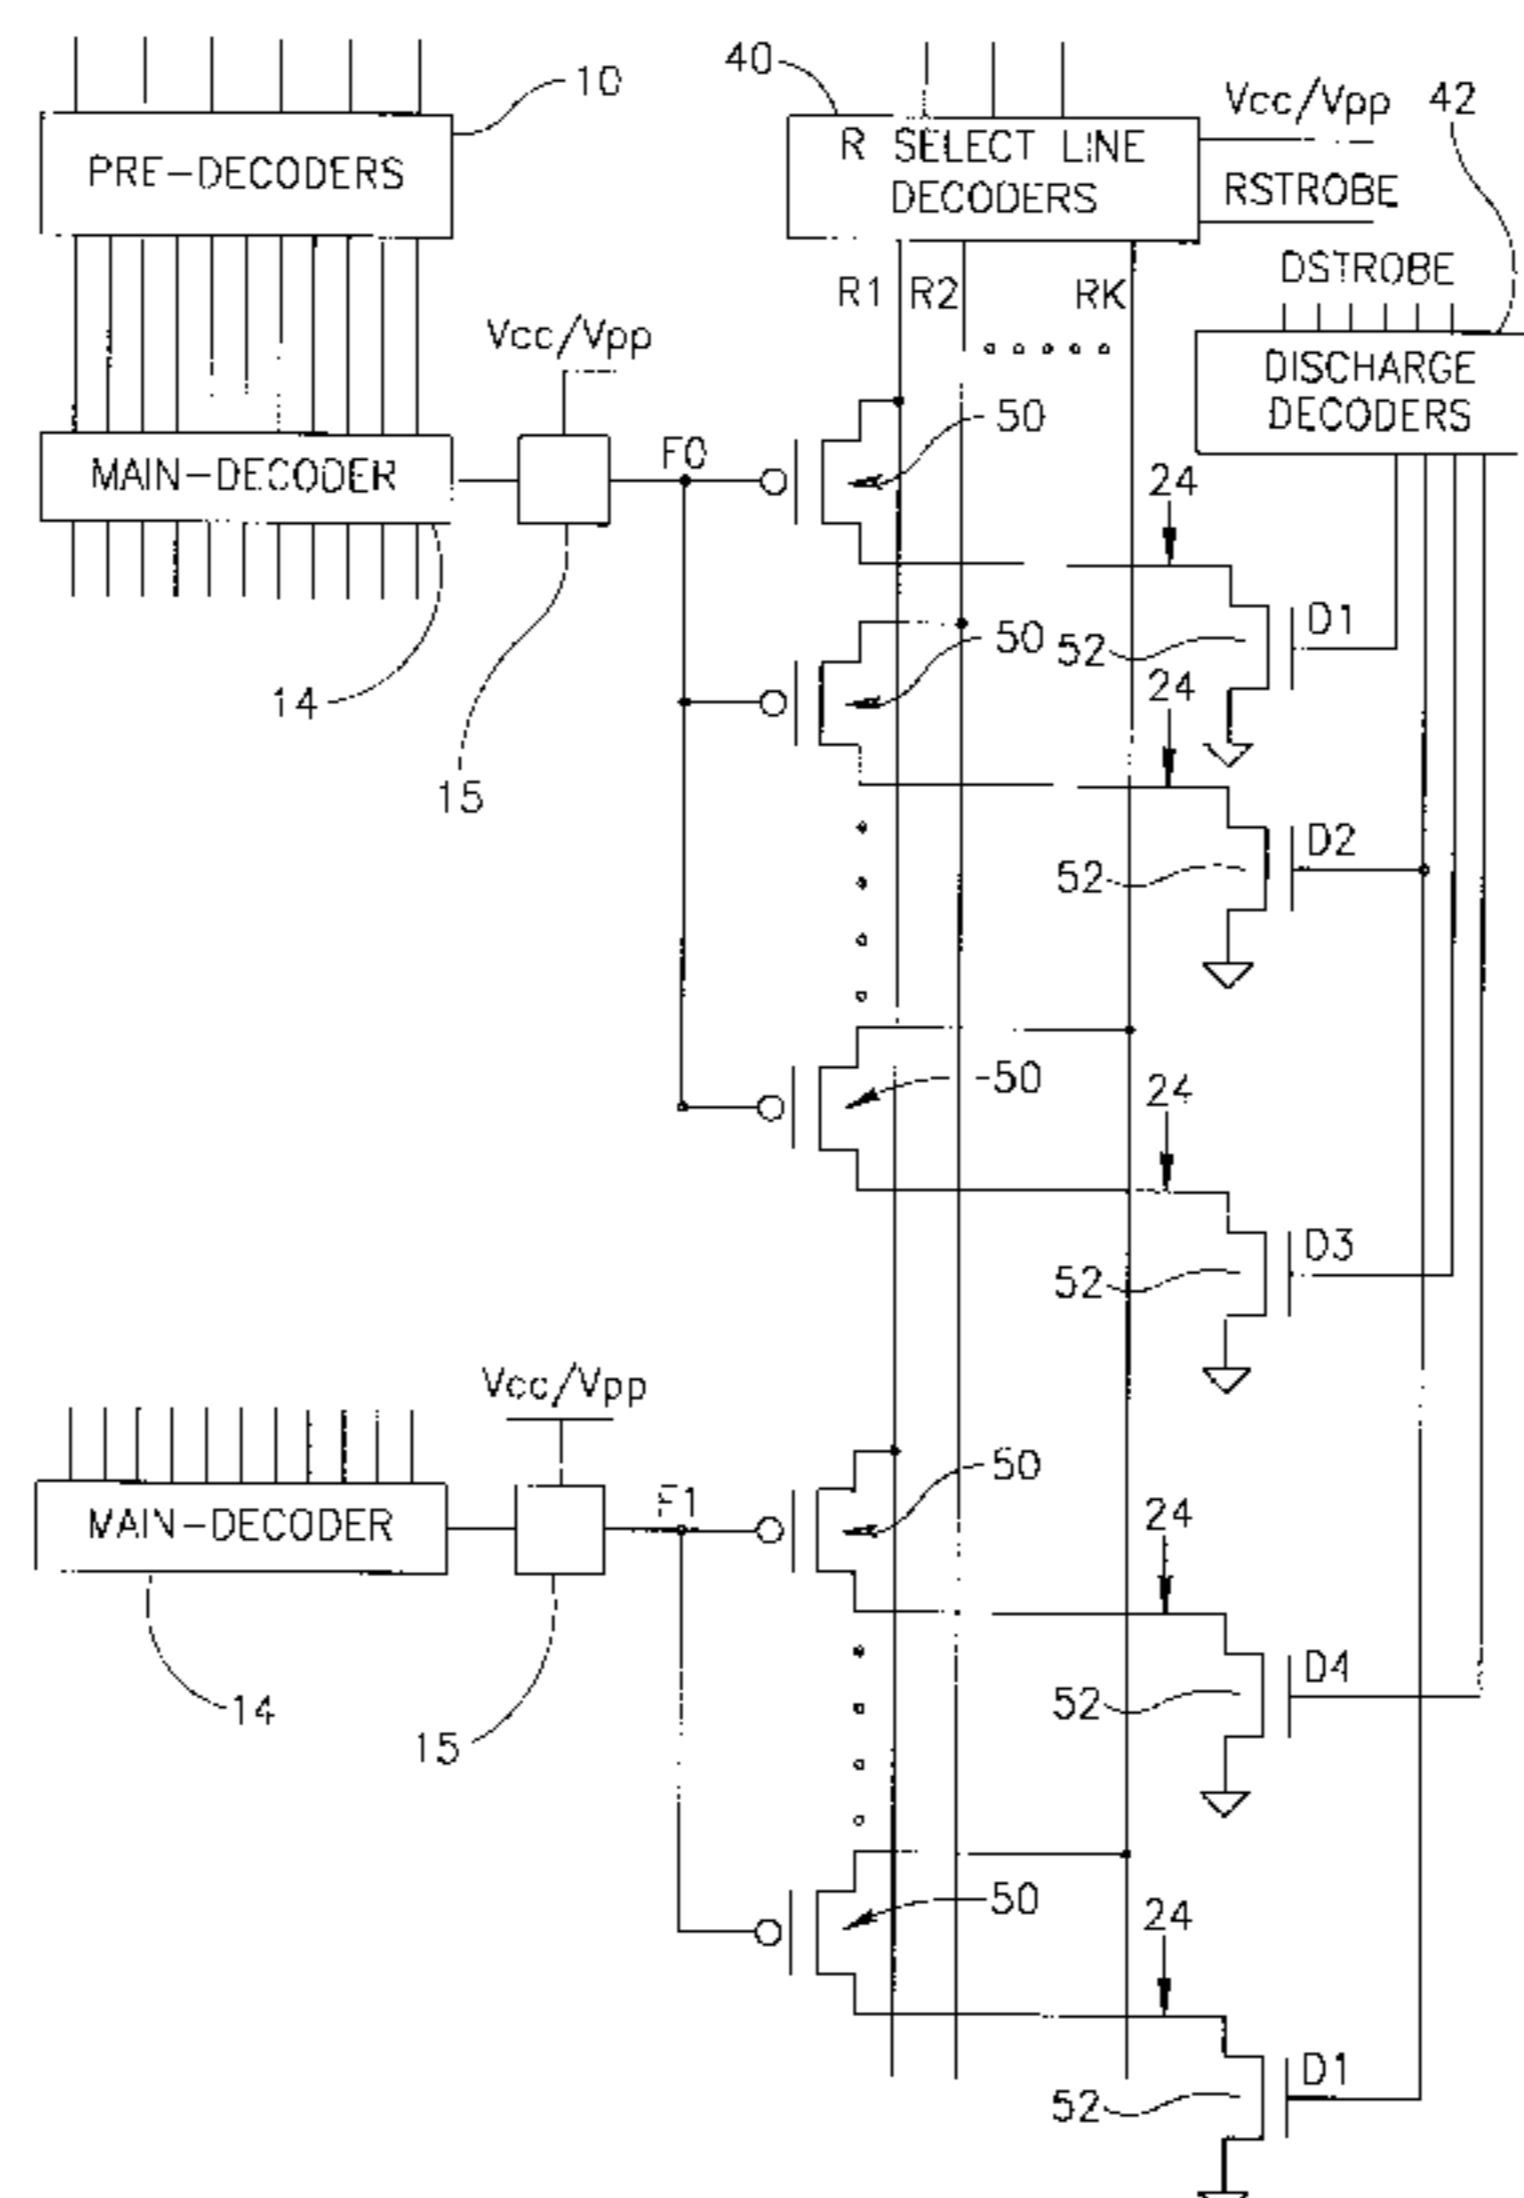 10
PRE-DECODERS
40
R SELECT LINE
DECODERS
Vcc/Vpp
RSTROBE
42
DSTROBE
DISCHARGE
DECODERS
R1
R2
RK
Vcc/Vpp
MAIN-DECODER
F0
50
24
D1
52
14
15
50
24
D2
52
50
24
D3
52
Vcc/Vpp
MAIN-DECODER
F1
50
24
D4
52
14
15
50
24
D1
52